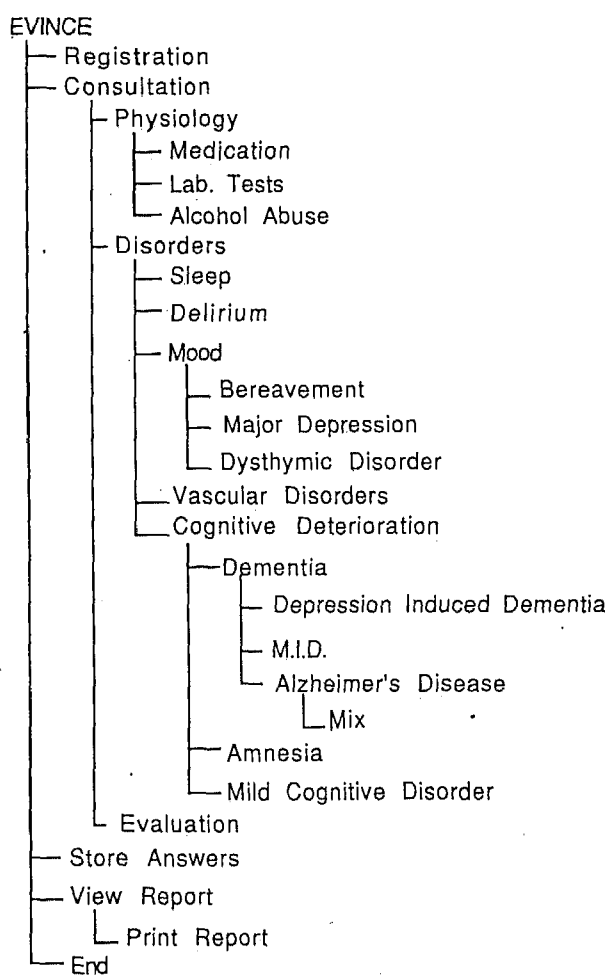 EVINCE
Registration
Consultation
Physiology
Medication
Lab. Tests
Alcohol Abuse
Disorders
Sleep
Delirium
Mood
Bereavement
Major Depression
Dysthymic Disorder
Vascular Disorders
Cognitive Deterioration
Dementia
Depression Induced Dementia
M.I.D.
Alzheimer's Disease
Mix
Amnesia
Mild Cognitive Disorder
Evaluation
Store Answers
View Report
Print Report
End